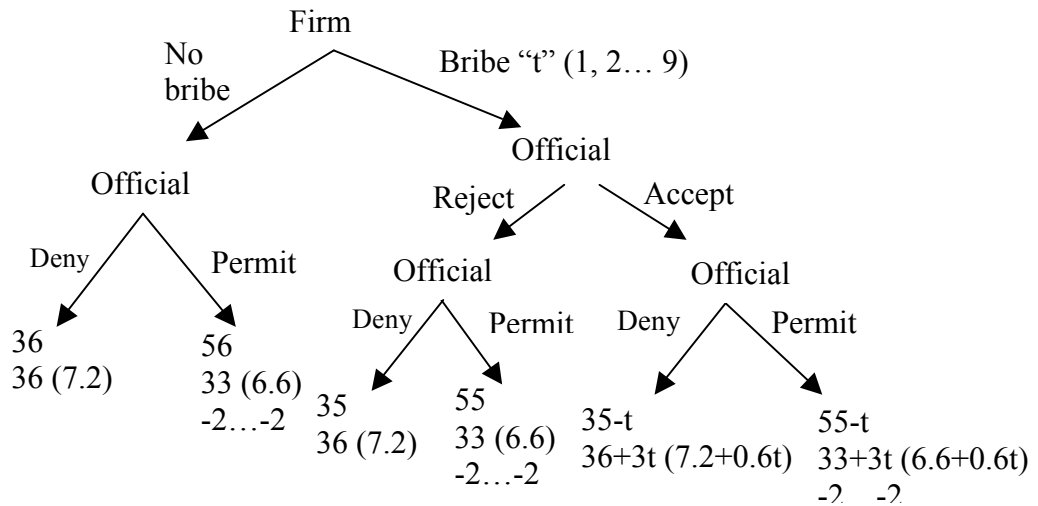 Firm
No
bribe
Bribe “t” (1, 2… 9)
Official
Official
Reject
Accept
Deny
Permit
Official
Official
Deny
Permit
Deny
Permit
36
36 (7.2)
56
33 (6.6)
-2…-2
35
36 (7.2)
55
33 (6.6)
-2…-2
35-t
36+3t (7.2+0.6t)
55-t
33+3t (6.6+0.6t)
-2 -2